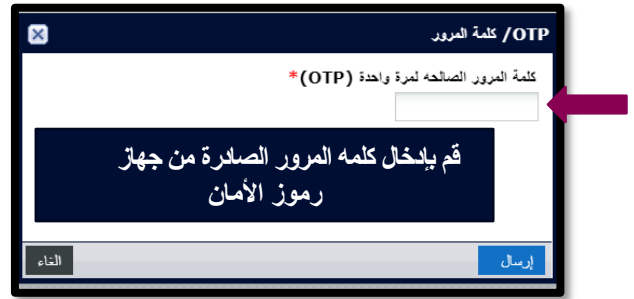 OTP/ كلمة المرور
كلمة المرور الصالحه لمرة واحدة (OTP)*
قم بإدخال كلمه المرور الصادرة من جهاز
رموز الأمان
إرسال
الغاء